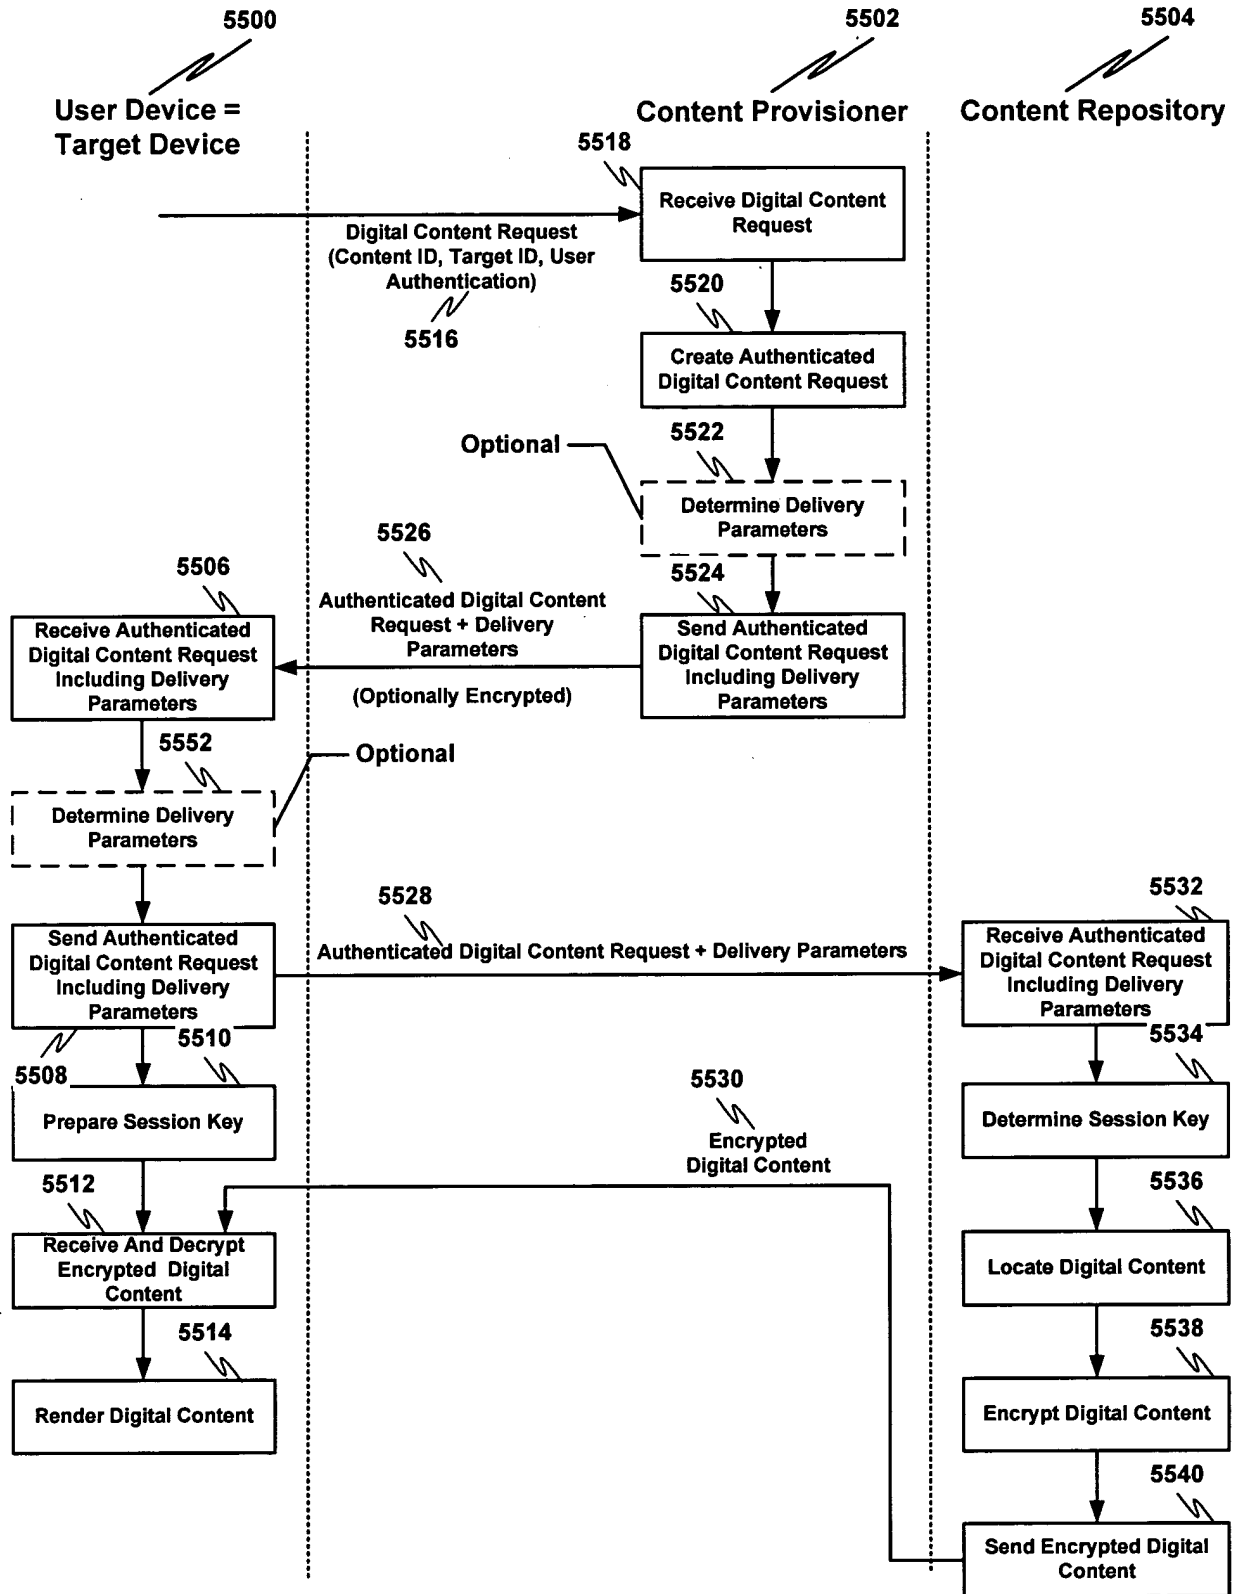 5500
5502
5504
User Device =
Target Device
Content Provisioner
Content Repository
5518
Receive Digital Content
Request
Digital Content Request
(Content ID, Target ID, User
Authentication)
5516
5520
Create Authenticated
Digital Content Request
Optional
5522
Determine Delivery
Parameters
5526
Authenticated Digital Content
Request + Delivery
Parameters
(Optionally Encrypted)
5524
Send Authenticated
Digital Content Request
Including Delivery
Parameters
5506
Receive Authenticated
Digital Content Request
Including Delivery
Parameters
5552
Optional
Determine Delivery
Parameters
5528
Authenticated Digital Content Request + Delivery Parameters
5532
Receive Authenticated
Digital Content Request
Including Delivery
Parameters
Send Authenticated
Digital Content Request
Including Delivery
Parameters
5508
5510
Prepare Session Key
5534
Determine Session Key
5530
Encrypted
Digital Content
5512
Receive And Decrypt
Encrypted Digital
Content
5536
Locate Digital Content
5514
Render Digital Content
5538
Encrypt Digital Content
5540
Send Encrypted Digital
Content